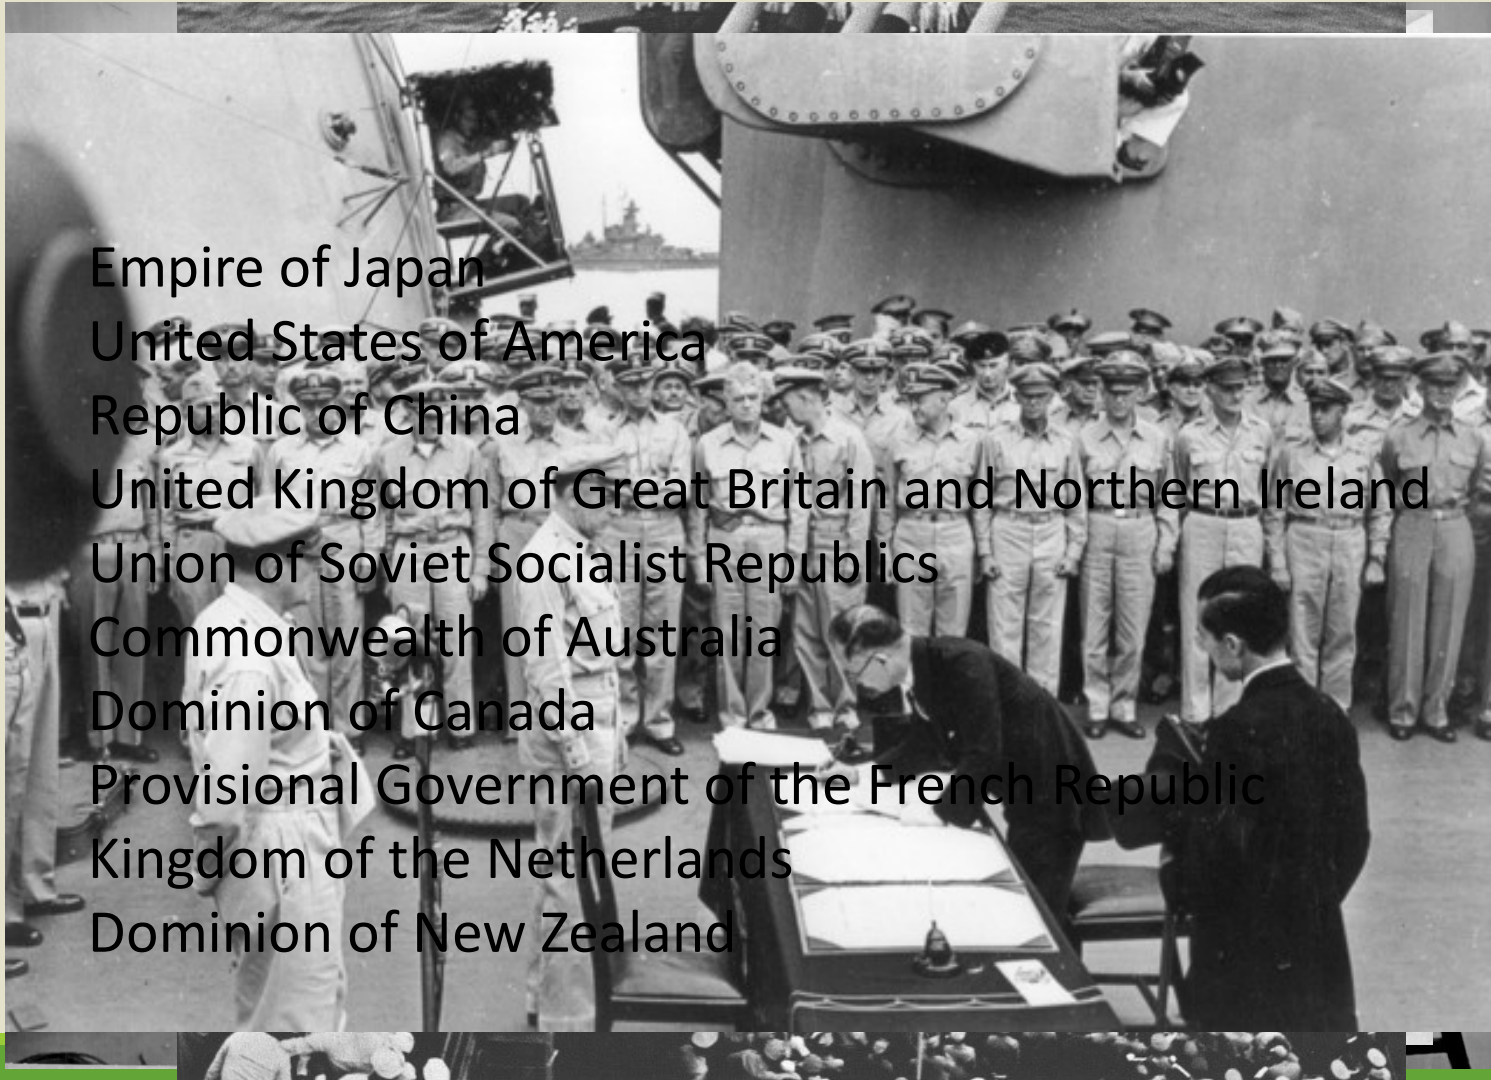 Empire of Japan
United States of America
Republic of China
United Kingdom of Great Britain and Northern Ireland
Union of Soviet Socialist Republics
Commonwealth of Australia
Dominion of Canada
Provisional Government of the French Republic
Kingdom of the Netherlands
Dominion of New Zealand